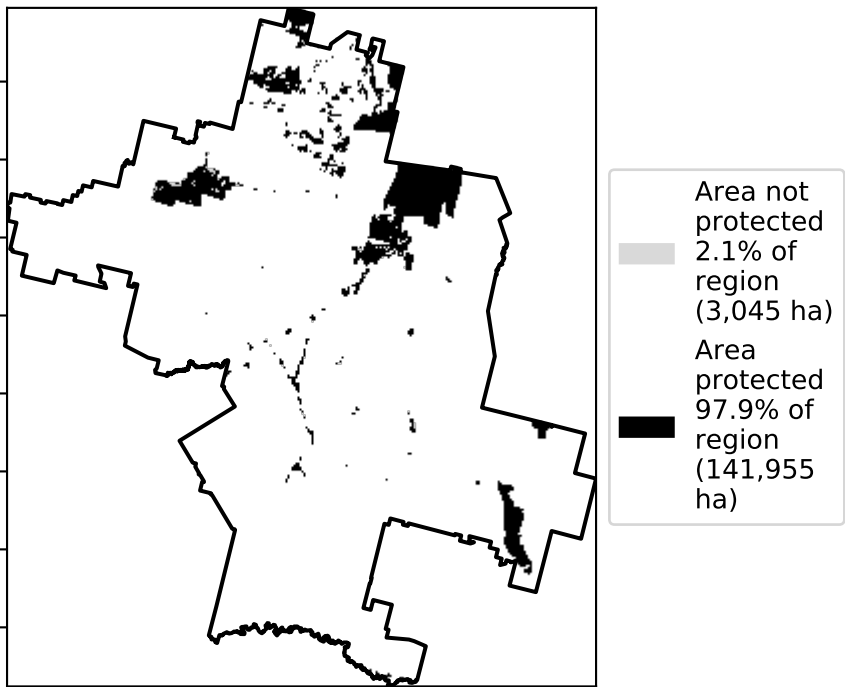 Area not
protected
2.1% of
region
(3,045 ha)
Area
protected
97.9% of
region
(141,955
ha)